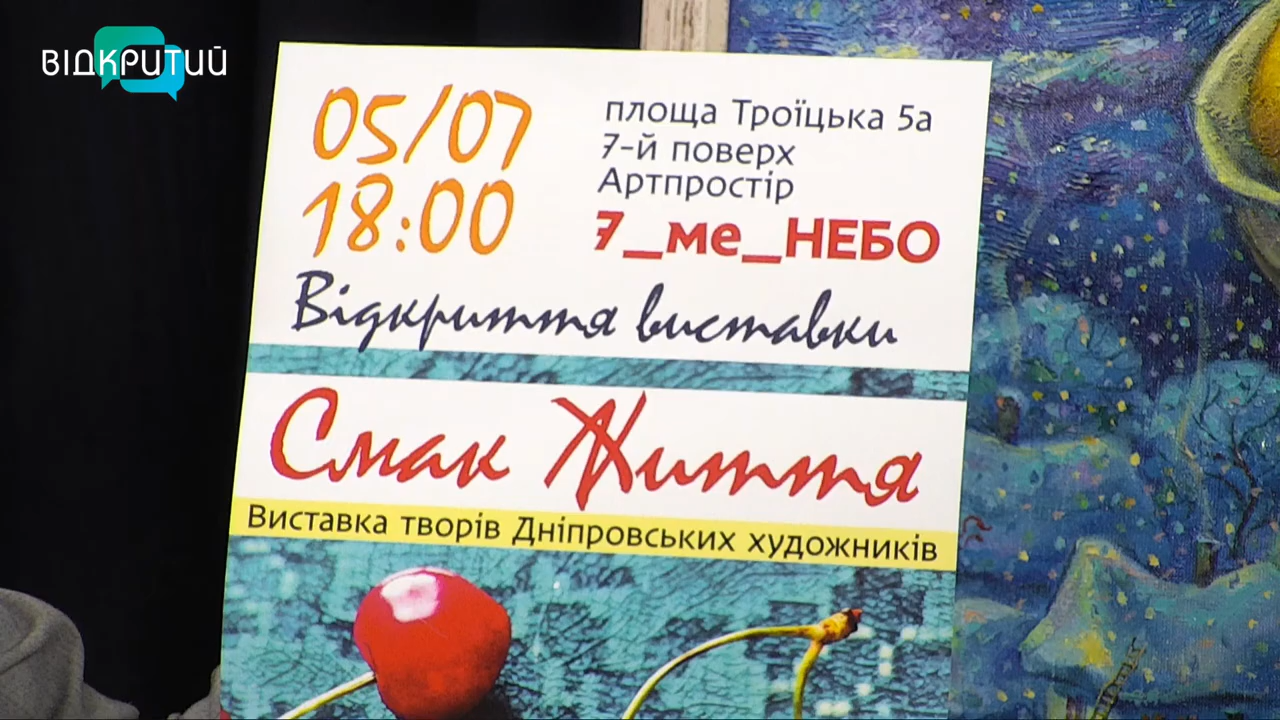 ВІДКРИТИЙ
05/07
18:00
площа Троїцька 5а
7-й поверх
Артпростір
7_ме_НЕБО
Відкриття виставки
Смак Життя
Виставка творів Дніпровських художників